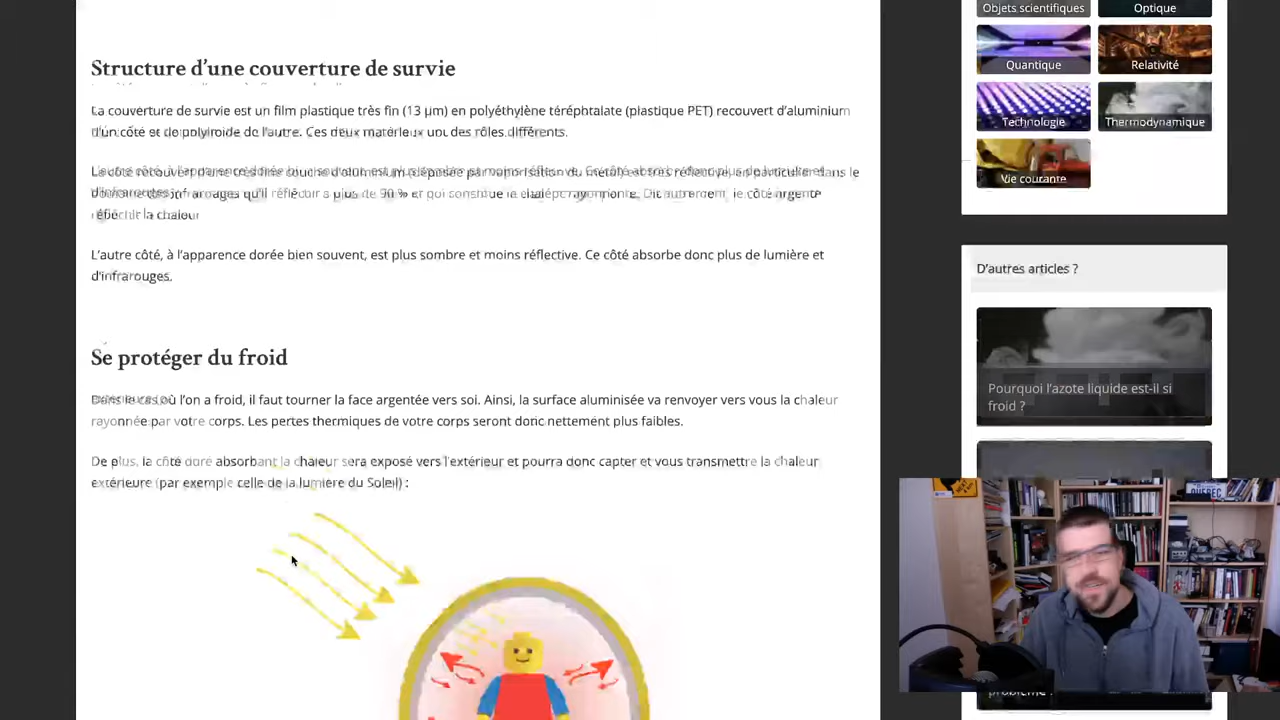 Structure d’une couverture de survie
La couverture de survie est un film plastique très fin (13 µm) en polyéthylène téréphtalate (plastique PET) recouvert d’aluminium
d’un côté et de polyimide de l’autre. Ces deux matériaux ont des rôles différents.
L’autre côté, à l’apparence dorée bien souvent, est plus sombre et moins réflective. Ce côté absorbe donc plus de lumière et
d’infrarouges.
Se protéger du froid
Dans le cas où l’on a froid, il faut tourner la face argentée vers soi. Ainsi, la surface aluminisée va renvoyer vers vous la chaleur
rayonnée par votre corps. Les pertes thermiques de votre corps seront donc nettement plus faibles.
De plus, la côté doré absorbant la chaleur sera exposé vers l’extérieur et pourra donc capter et vous transmettre la chaleur
extérieure (par exemple celle de la lumière du Soleil) :
Objets scientifiques
Optique
Quantique
Relativité
Technologie
Thermodynamique
Vie courante
D’autres articles ?
Pourquoi l’azote liquide est-il si
froid ?
problème ?
QUÉBEC